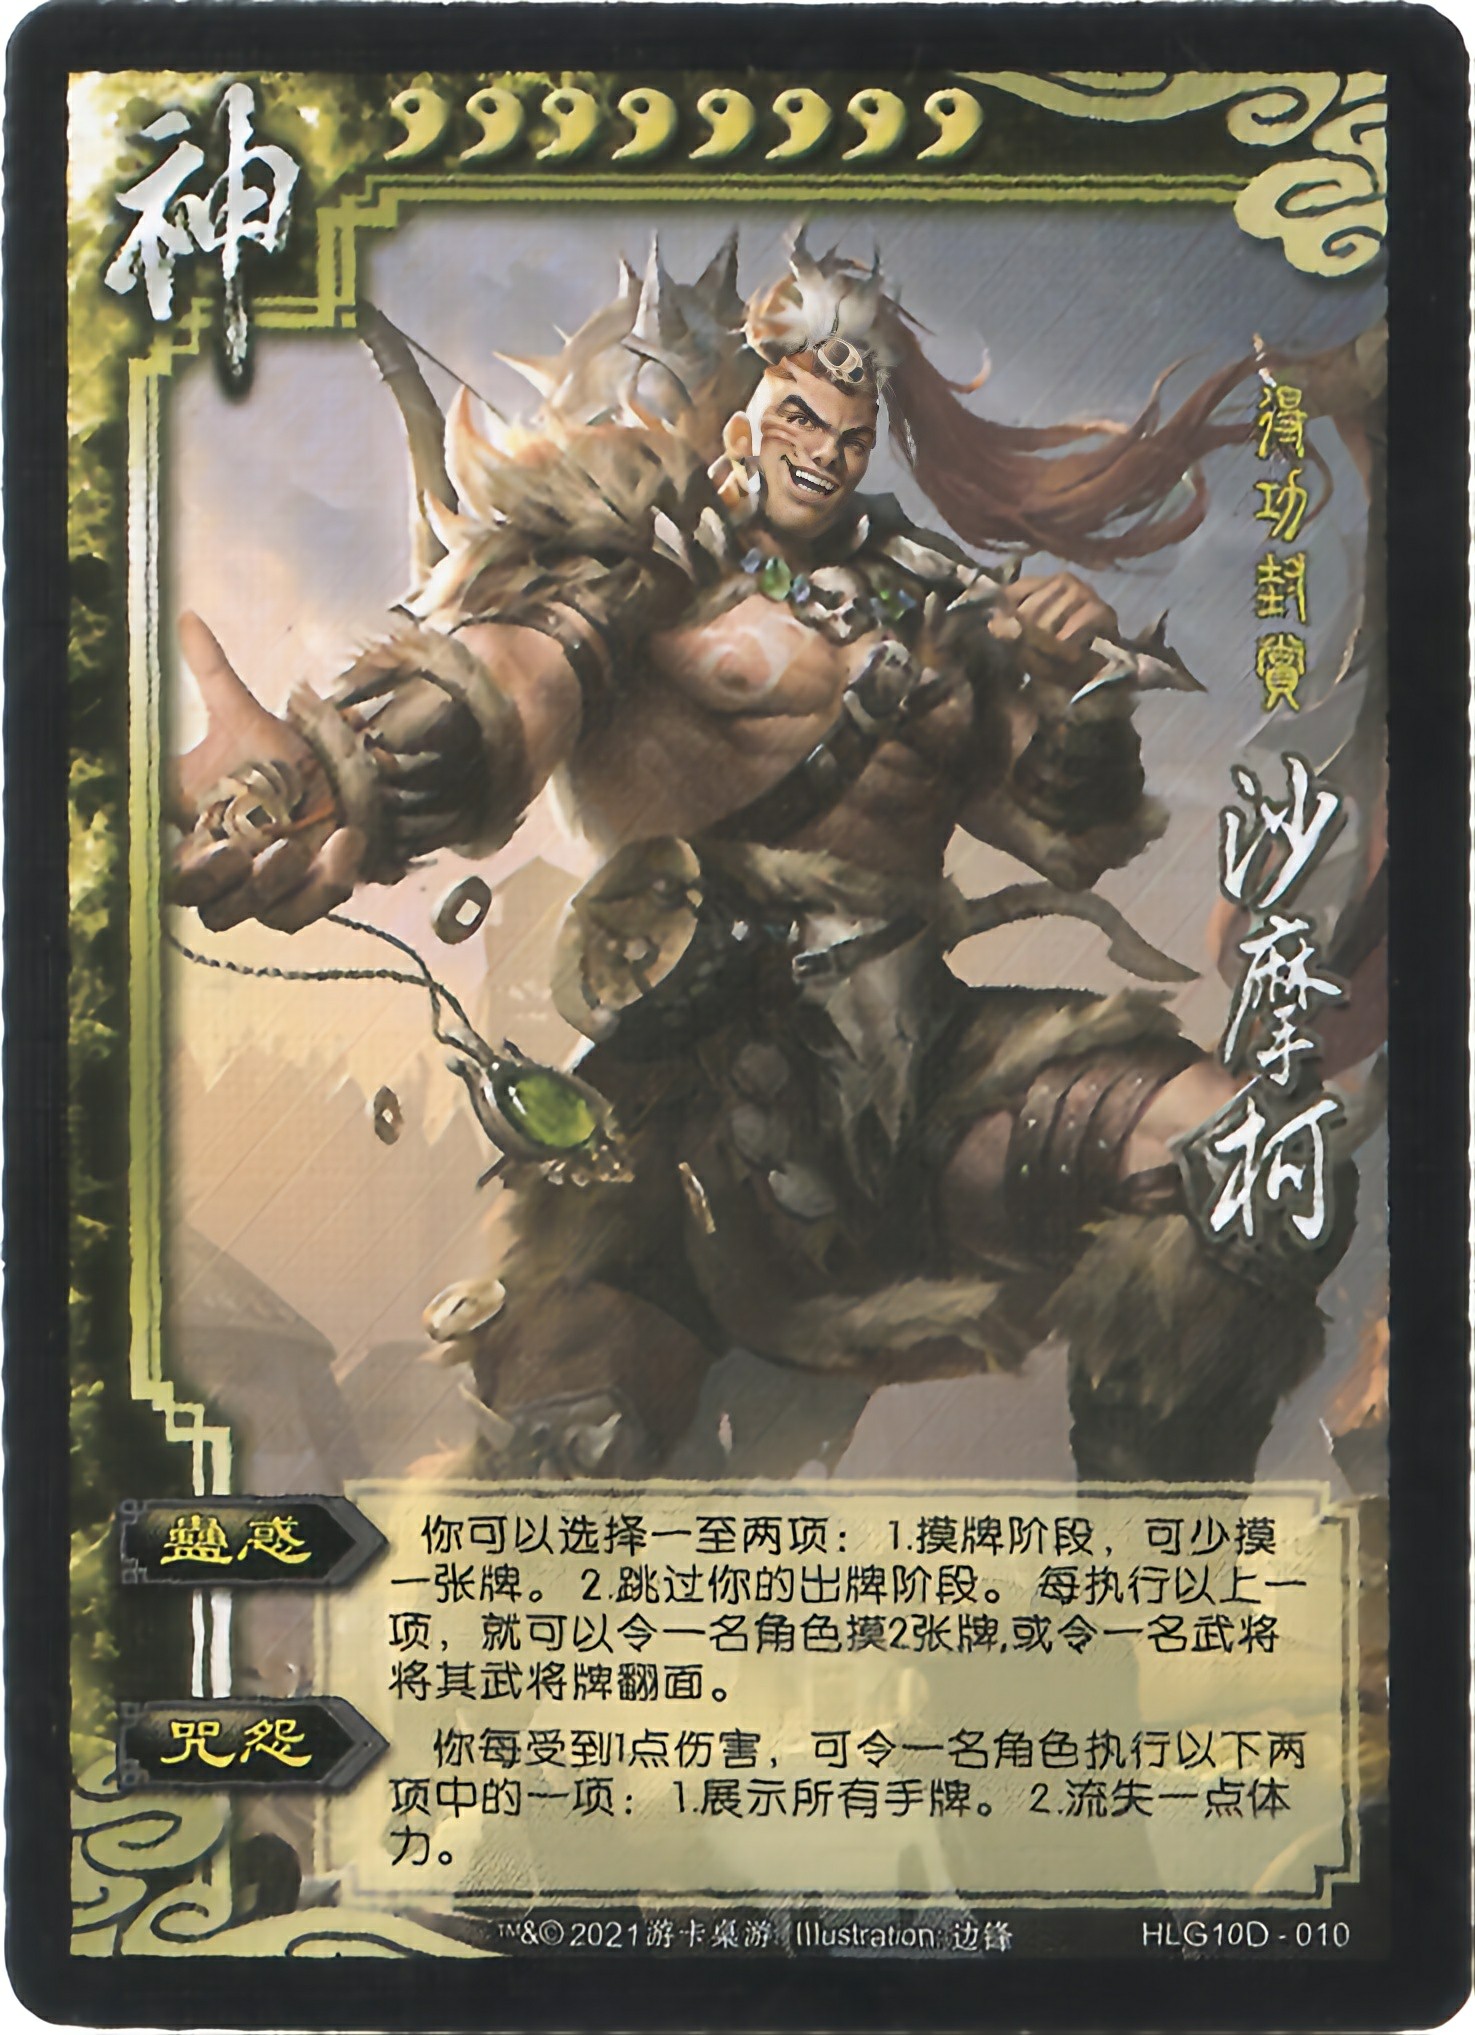 神
得功封赏
沙摩柯
蛊惑
你可以选择一至两项：1.摸牌阶段，可少摸
一张牌。2.跳过你的出牌阶段。每执行以上一
项，就可以令一名角色摸2张牌,或令一名武将
将其武将牌翻面。
咒怨
你每受到1点伤害，可令一名角色执行以下两
项中的一项：1.展示所有手牌。2.流失一点体
力。
™&©2021游卡桌游 Illustration:边锋
HLG10D-010